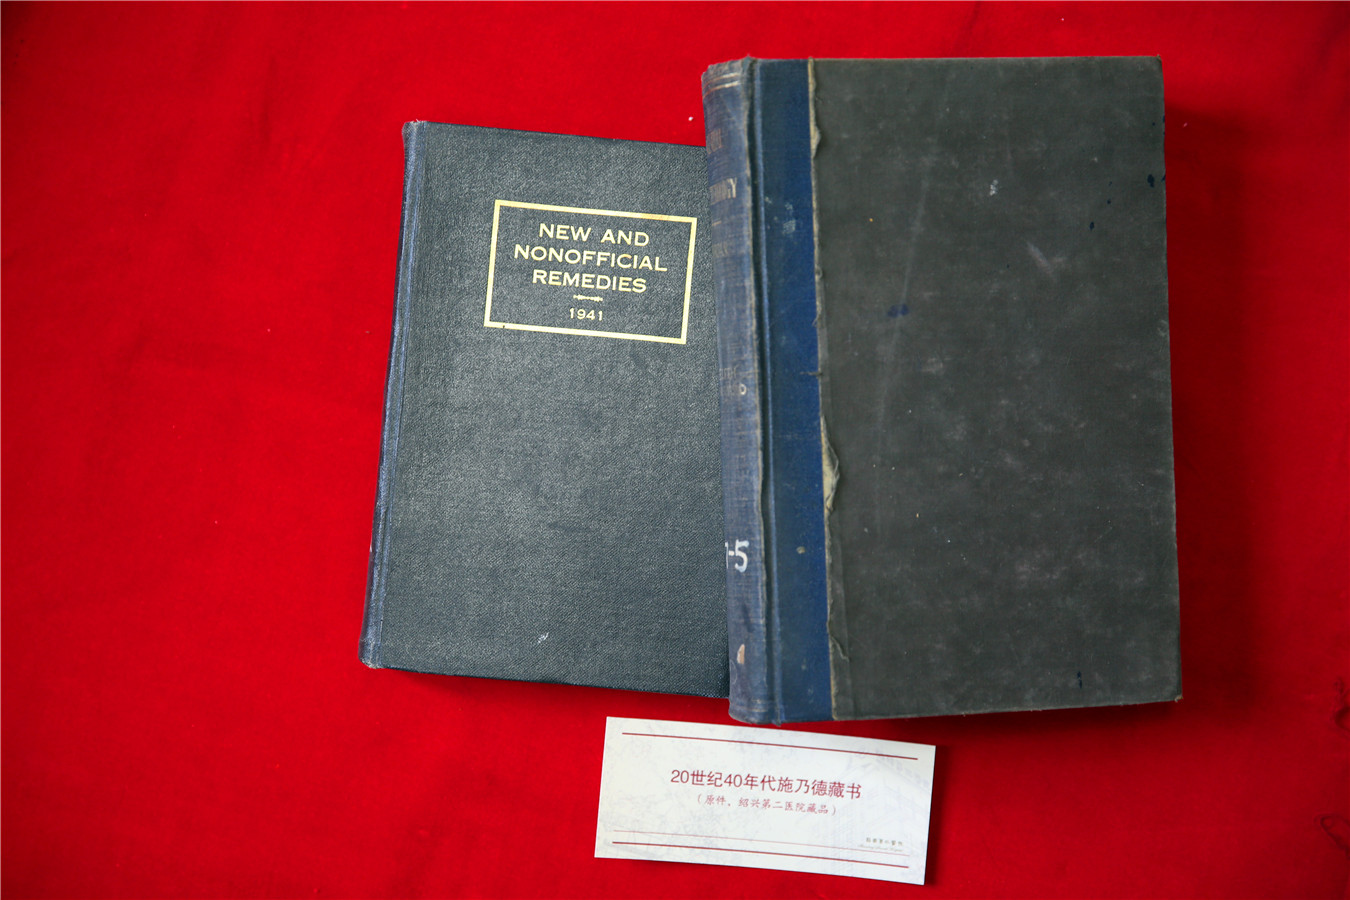 NEW AND
NONOFFICIAL
REMEDIES
1941
-5
20世纪40年代施乃德藏书
（原件，绍兴第二医院藏品）